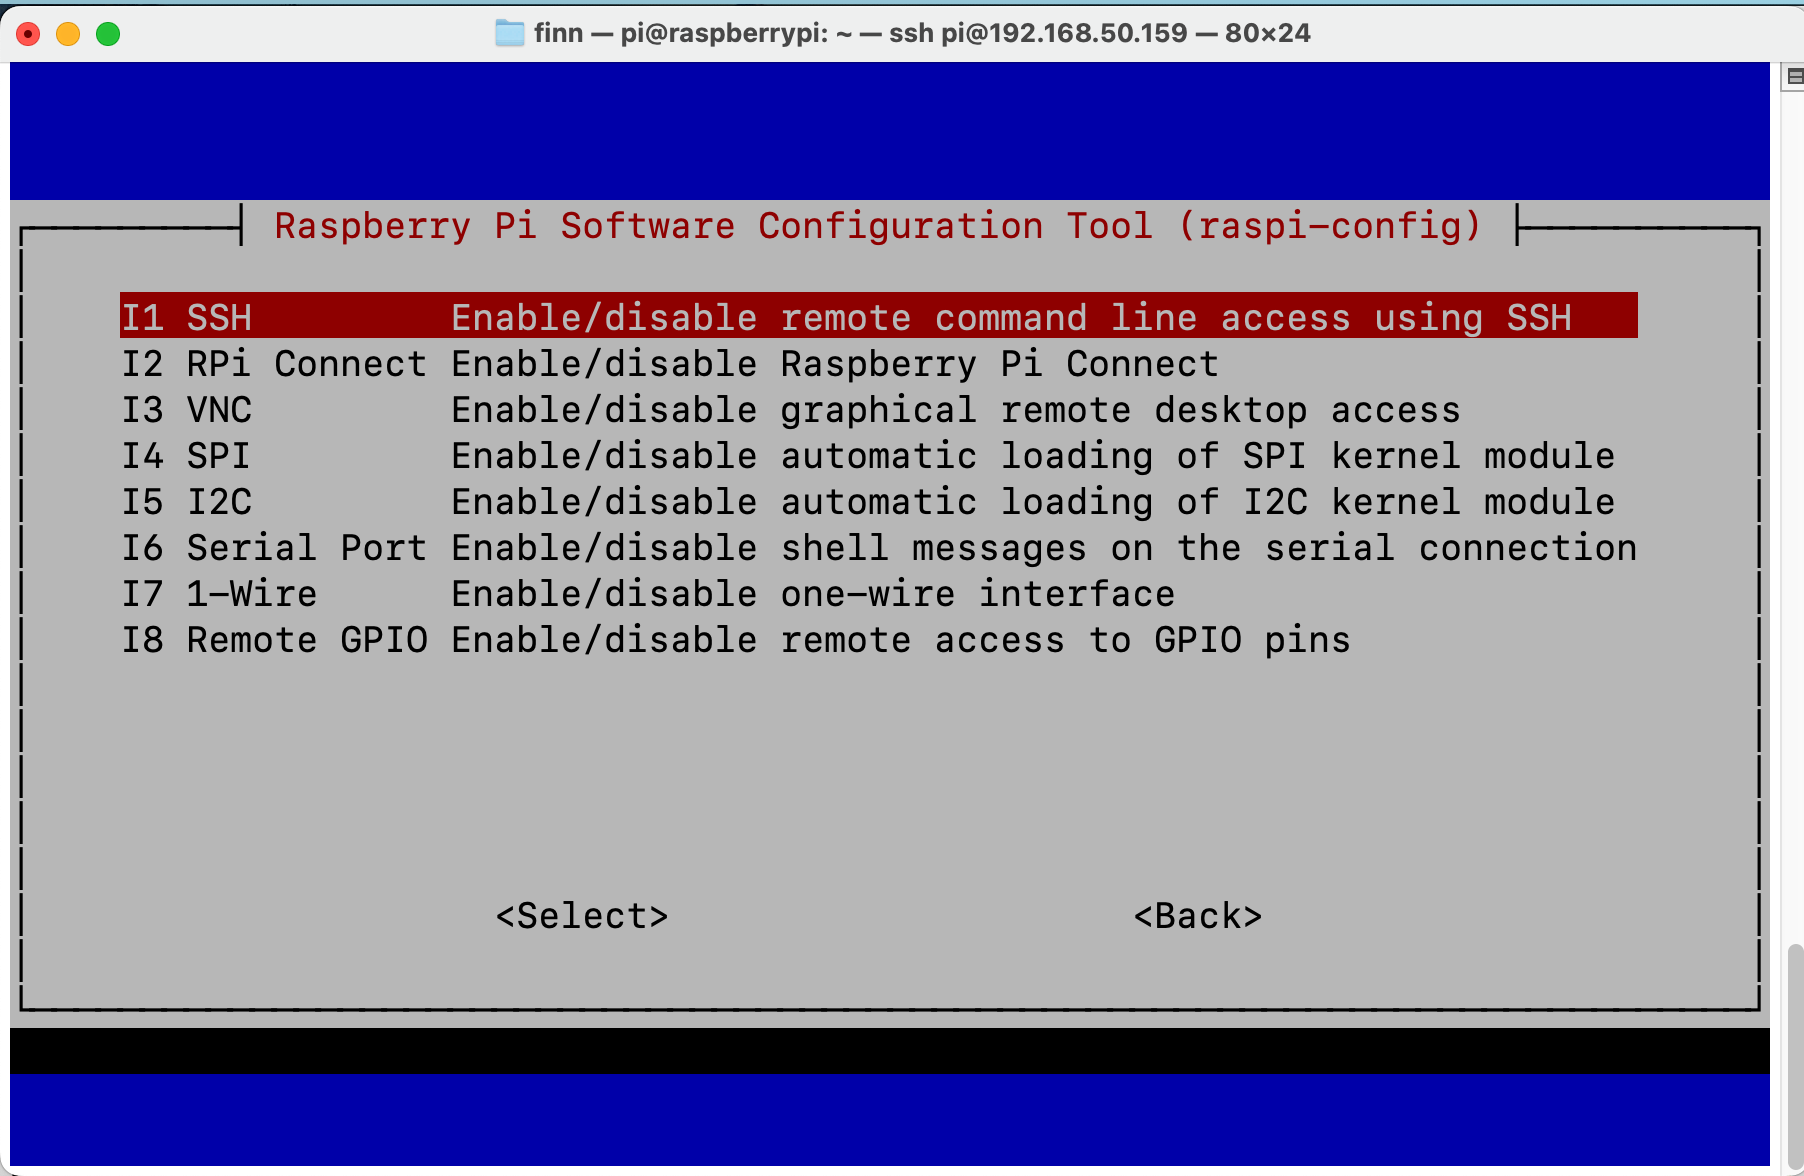 finn — pi@raspberrypi: ~ — ssh pi@192.168.50.159 — 80×24
Raspberry Pi Software Configuration Tool (raspi-config)
I1 SSH Enable/disable remote command line access using SSH
I2 RPi Connect Enable/disable Raspberry Pi Connect
I3 VNC Enable/disable graphical remote desktop access
I4 SPI Enable/disable automatic loading of SPI kernel module
I5 I2C Enable/disable automatic loading of I2C kernel module
I6 Serial Port Enable/disable shell messages on the serial connection
I7 1-Wire Enable/disable one-wire interface
I8 Remote GPIO Enable/disable remote access to GPIO pins
<Select> <Back>